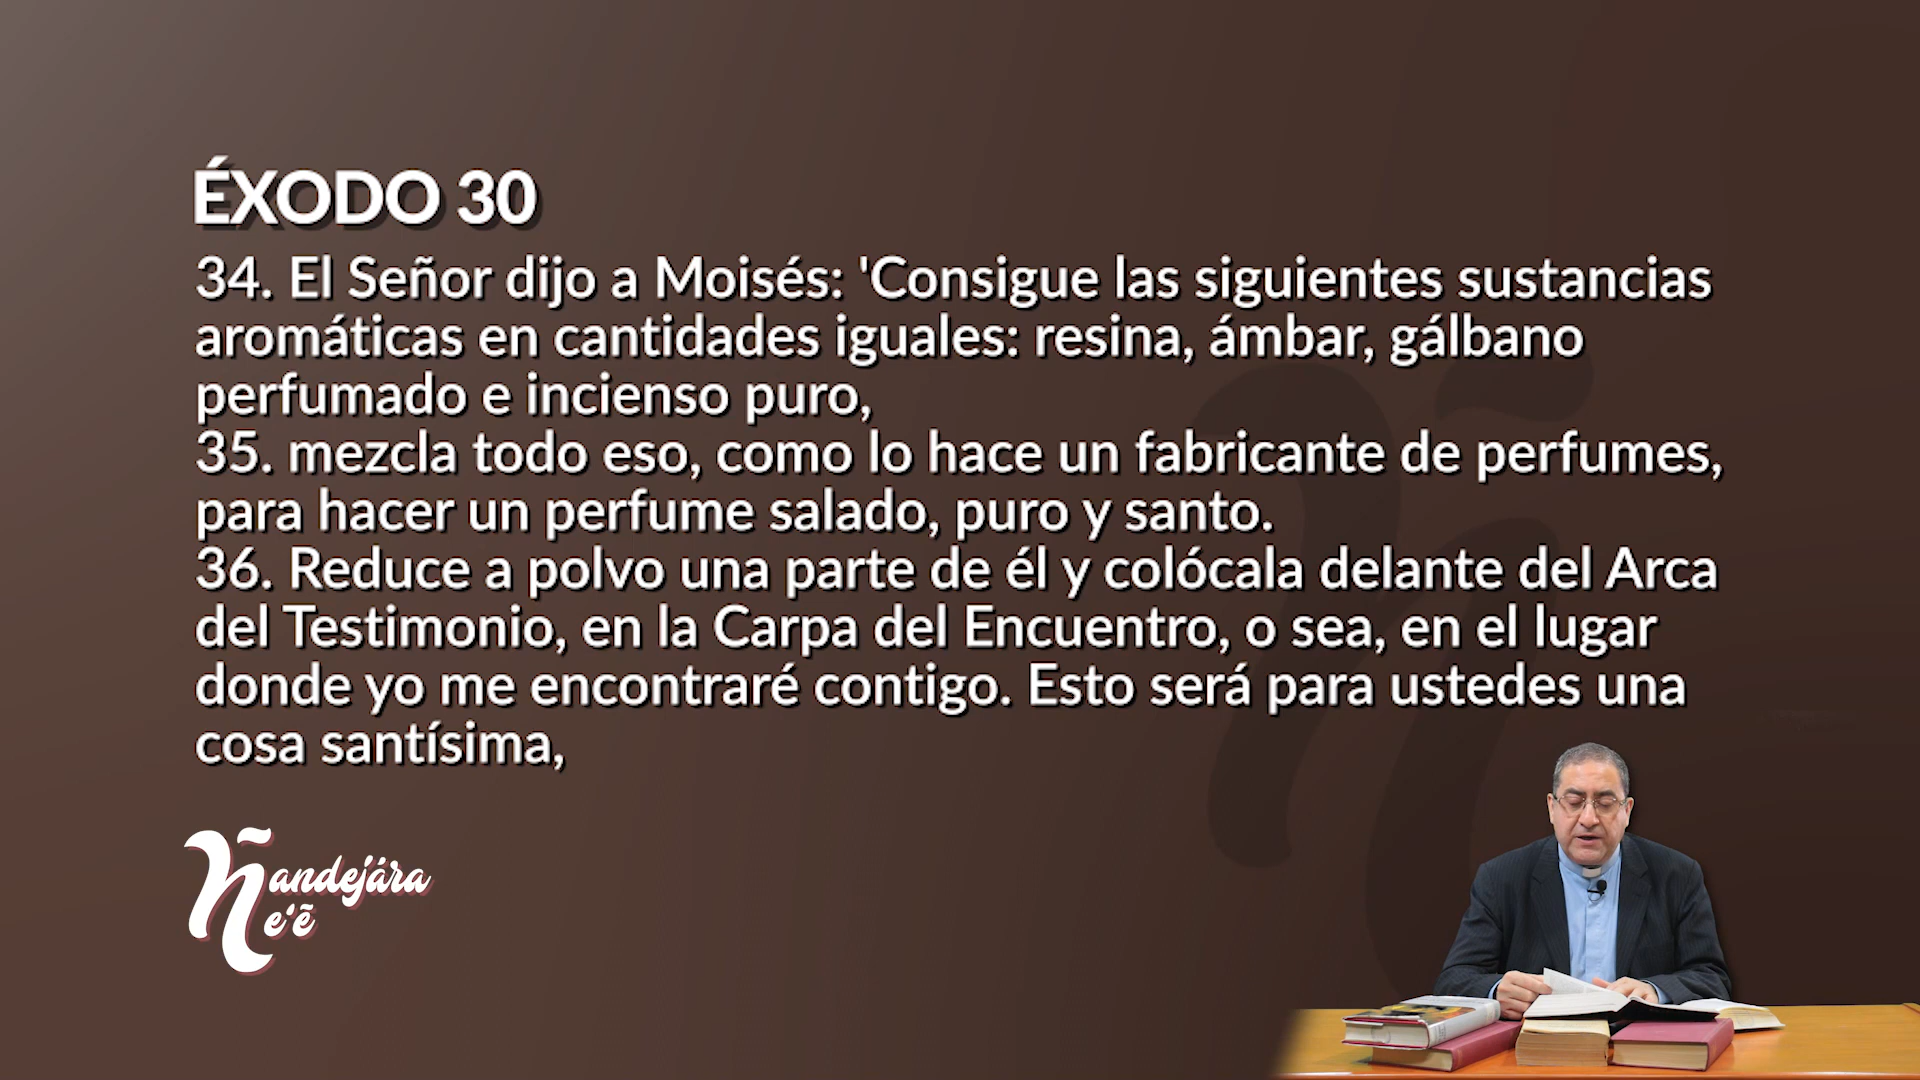 ÉXODO 30
34. El Señor dijo a Moisés: 'Consigue las siguientes sustancias
aromáticas en cantidades iguales: resina, ámbar, gálbano
perfumado e incienso puro,
35. mezcla todo eso, como lo hace un fabricante de perfumes,
para hacer un perfume salado, puro y santo.
36. Reduce a polvo una parte de él y colócala delante del Arca
del Testimonio, en la Carpa del Encuentro, o sea, en el lugar
donde yo me encontraré contigo. Esto será para ustedes una
cosa santísima,
Ñandejára
Ñe'ẽ